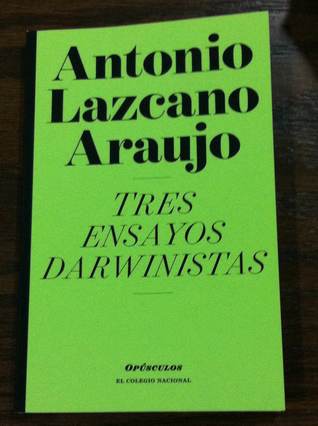 Antonio
Lazcano
Araujo
TRES
ENSAYOS
DARWINISTAS
OPÚSCULOS
EL COLEGIO NACIONAL